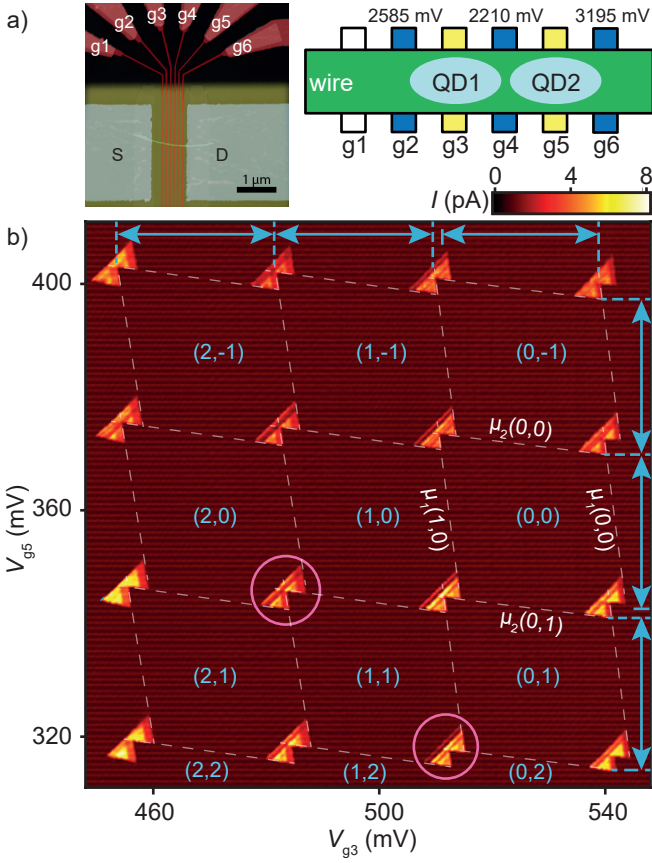 a)
g1
g2
g3
g4
g5
g6
S
D
1 µm
2585 mV
2210 mV
3195 mV
wire
QD1
QD2
g1
g2
g3
g4
g5
g6
I (pA)
0
4
8
b)
400
360
320
V_g5 (mV)
(2,-1)
(1,-1)
(0,-1)
μ₂(0,0)
(2,0)
(1,0)
μ₁(1,0)
(0,0)
μ₁(0,0)
μ₂(0,1)
(2,1)
(1,1)
(0,1)
(2,2)
(1,2)
(0,2)
460
500
540
V_g3 (mV)